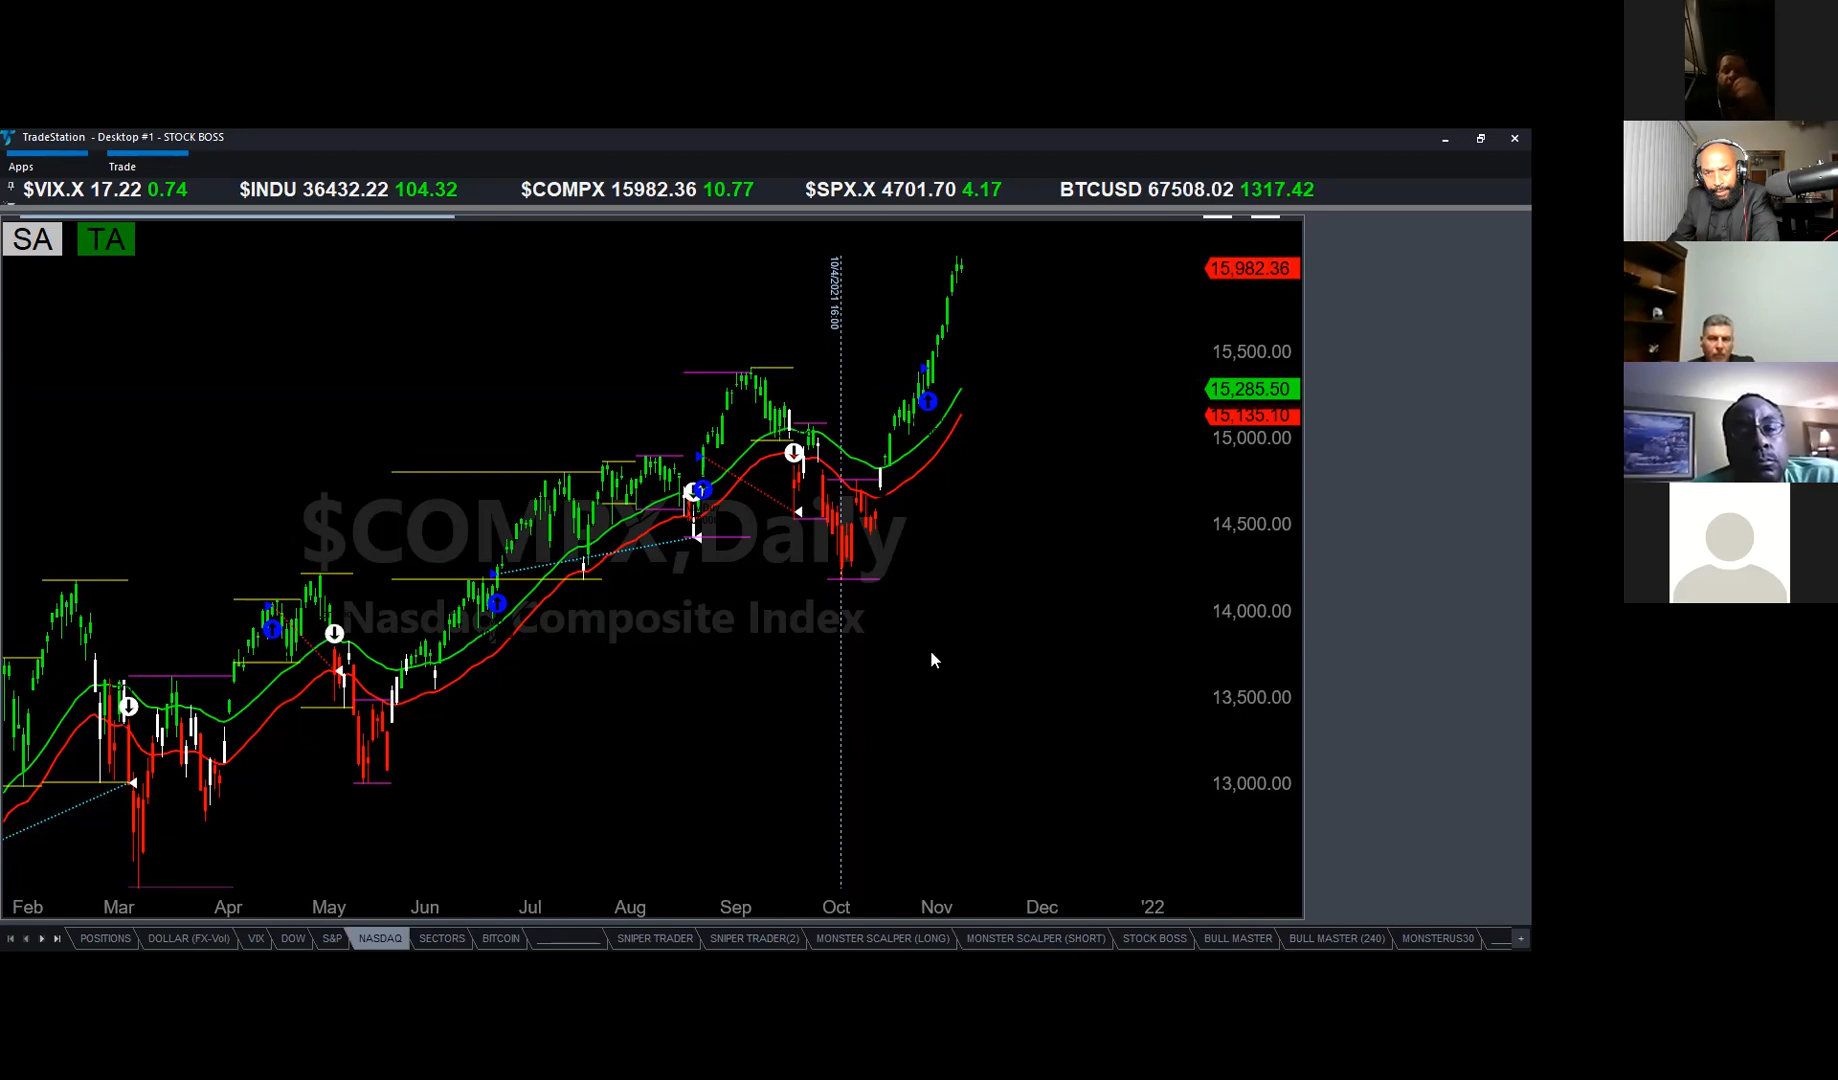 TradeStation - Desktop #1 - STOCK BOSS
Apps Trade
$VIX.X 17.22 0.74 $INDU 36432.22 104.32 $COMPX 15982.36 10.77 $SPX.X 4701.70 4.17 BTCUSD 67508.02 1317.42
SA TA
10/4/2021 16:00
15,982.36
15,500.00
15,285.50
15,135.10
15,000.00
14,500.00
$COMPX,Daily
14,000.00
Nasdaq Composite Index
13,500.00
13,000.00
Feb Mar Apr May Jun Jul Aug Sep Oct Nov Dec '22
POSITIONS DOLLAR (FX-Vol) VIX DOW S&P NASDAQ SECTORS BITCOIN SNIPER TRADER SNIPER TRADER(2) MONSTER SCALPER (LONG) MONSTER SCALPER (SHORT) STOCK BOSS BULL MASTER BULL MASTER (240) MONSTERUS30